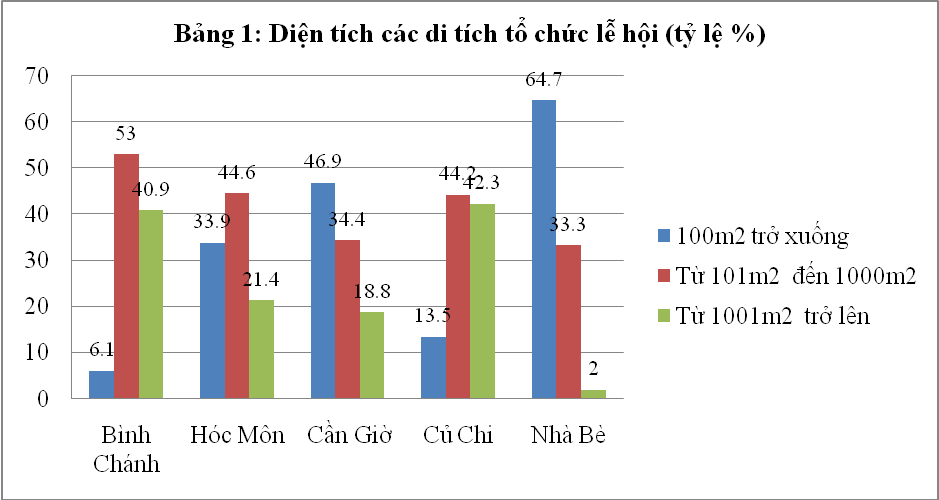 Bảng 1: Diện tích các di tích tổ chức lễ hội (tỷ lệ %)
70
60
50
40
30
20
10
0
6.1
53
40.9
33.9
44.6
21.4
46.9
34.4
18.8
13.5
44.2
42.3
64.7
33.3
2
Bình
Chánh
Hóc Môn
Cần Giờ
Củ Chi
Nhà Bè
100m2 trở xuống
Từ 101m2 đến 1000m2
Từ 1001m2 trở lên